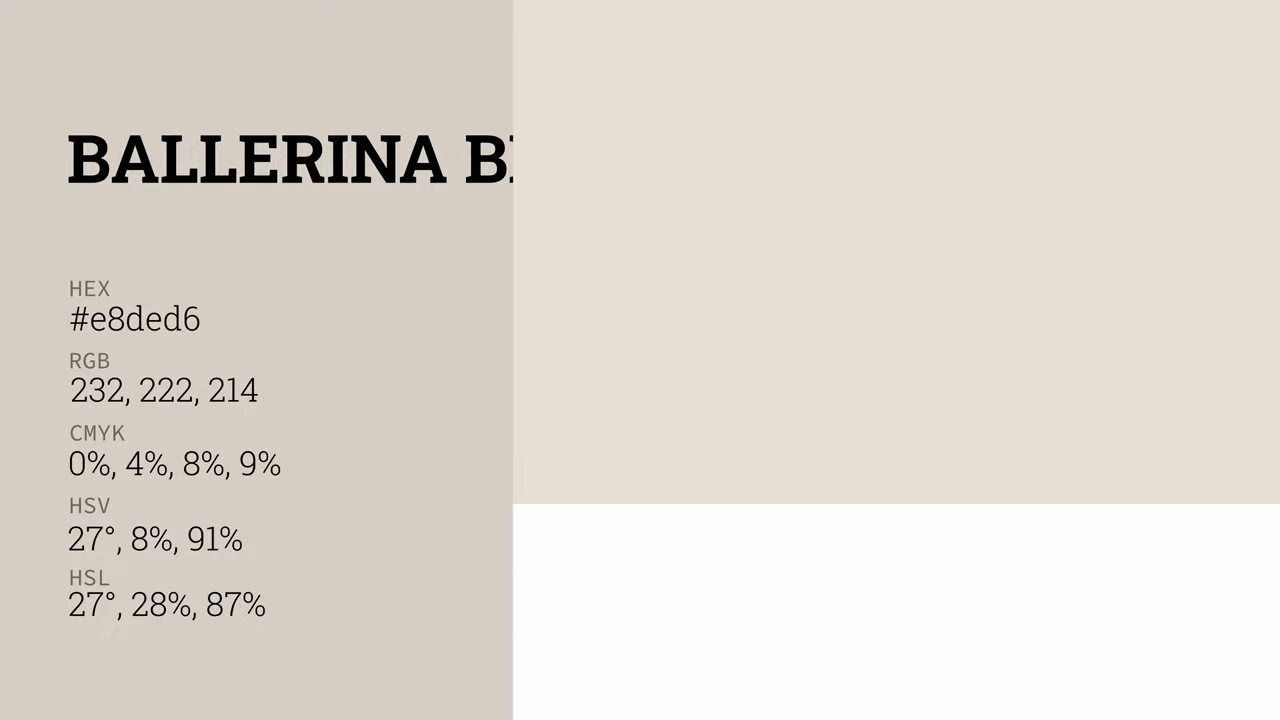 BALLERINA B
HEX
#e8ded6
RGB
232, 222, 214
CMYK
0%, 4%, 8%, 9%
HSV
27°, 8%, 91%
HSL
27°, 28%, 87%